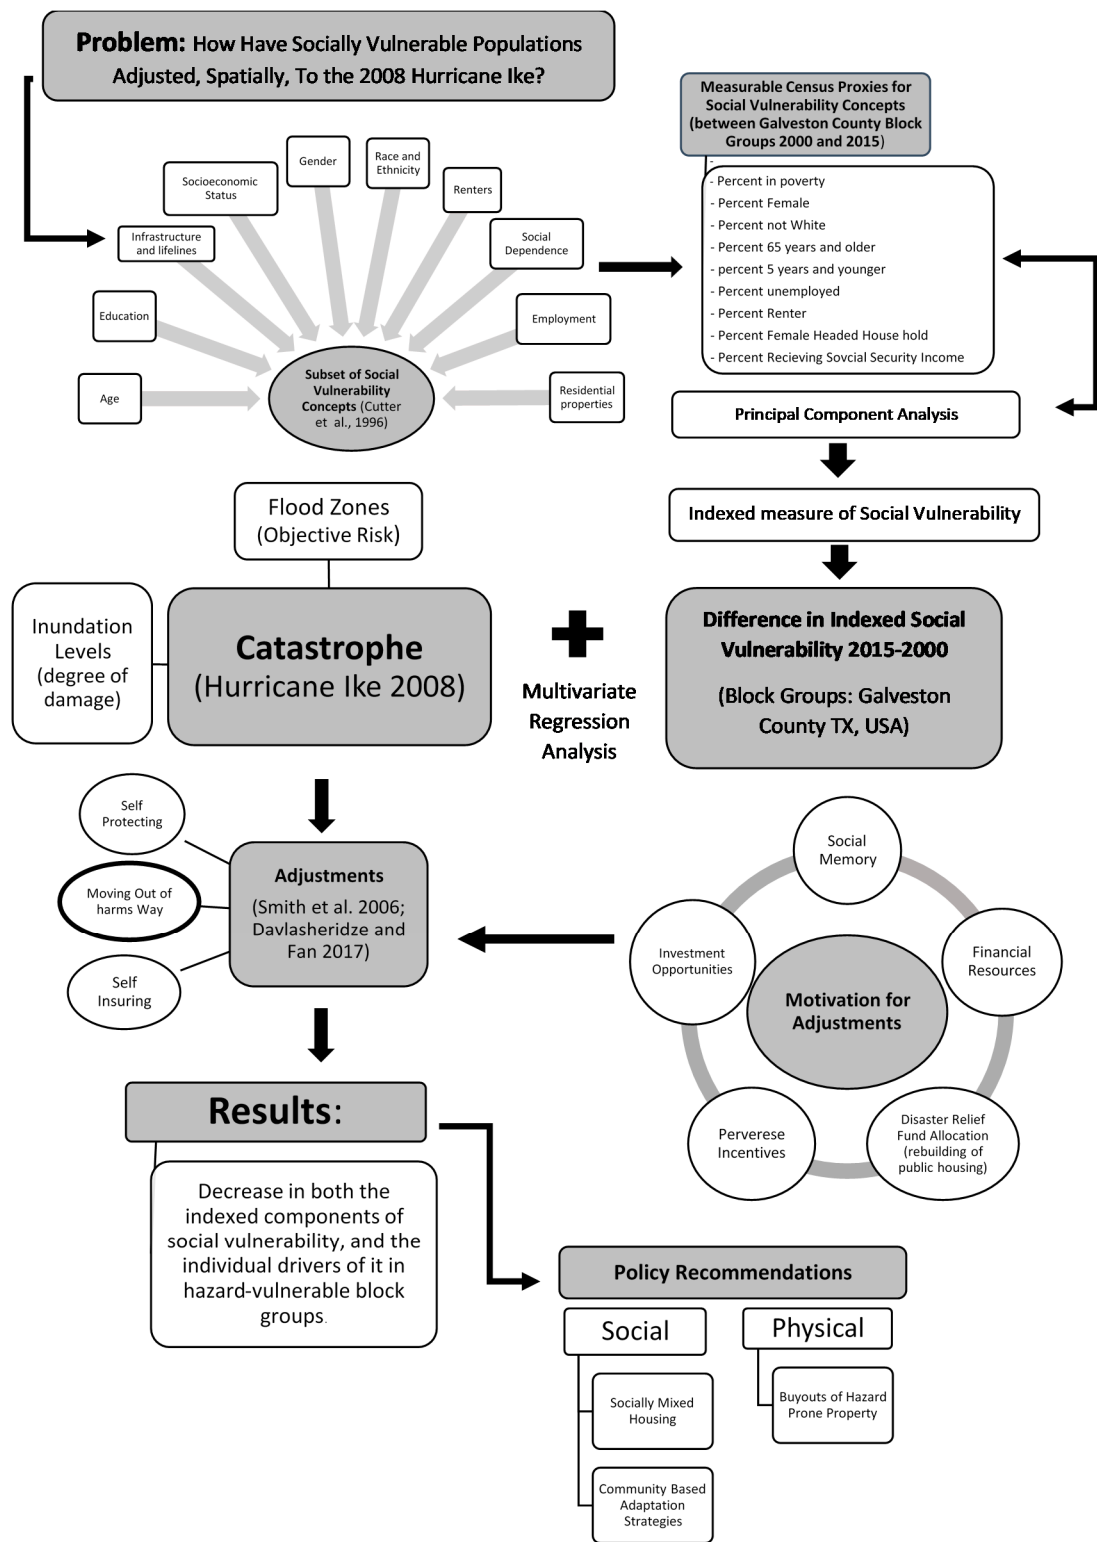 Problem: How Have Socially Vulnerable Populations
Adjusted, Spatially, To the 2008 Hurricane Ike?
Measurable Census Proxies for
Social Vulnerability Concepts
(between Galveston County Block
Groups 2000 and 2015)
-
- Percent in poverty
- Percent Female
- Percent not White
- Percent 65 years and older
- percent 5 years and younger
- Percent unemployed
- Percent Renter
- Percent Female Headed House hold
- Percent Recieving Sovcial Security Income
Age
Education
Infrastructure
and lifelines
Socioeconomic
Status
Gender
Race and
Ethnicity
Renters
Social
Dependence
Employment
Residential
properties
Subset of Social
Vulnerability
Concepts (Cutter
et al., 1996)
Principal Component Analysis
Indexed measure of Social Vulnerability
Difference in Indexed Social
Vulnerability 2015-2000
(Block Groups: Galveston
County TX, USA)
Flood Zones
(Objective Risk)
Inundation
Levels
(degree of
damage)
Catastrophe
(Hurricane Ike 2008)
Multivariate
Regression
Analysis
Self
Protecting
Moving Out of
harms Way
Self
Insuring
Adjustments
(Smith et al. 2006;
Davlasheridze and
Fan 2017)
Social
Memory
Financial
Resources
Disaster Relief
Fund Allocation
(rebuilding of
public housing)
Perverese
Incentives
Investment
Opportunities
Motivation for
Adjustments
Results:
Decrease in both the
indexed components of
social vulnerability, and the
individual drivers of it in
hazard-vulnerable block
groups.
Policy Recommendations
Social
Socially Mixed
Housing
Community Based
Adaptation
Strategies
Physical
Buyouts of Hazard
Prone Property